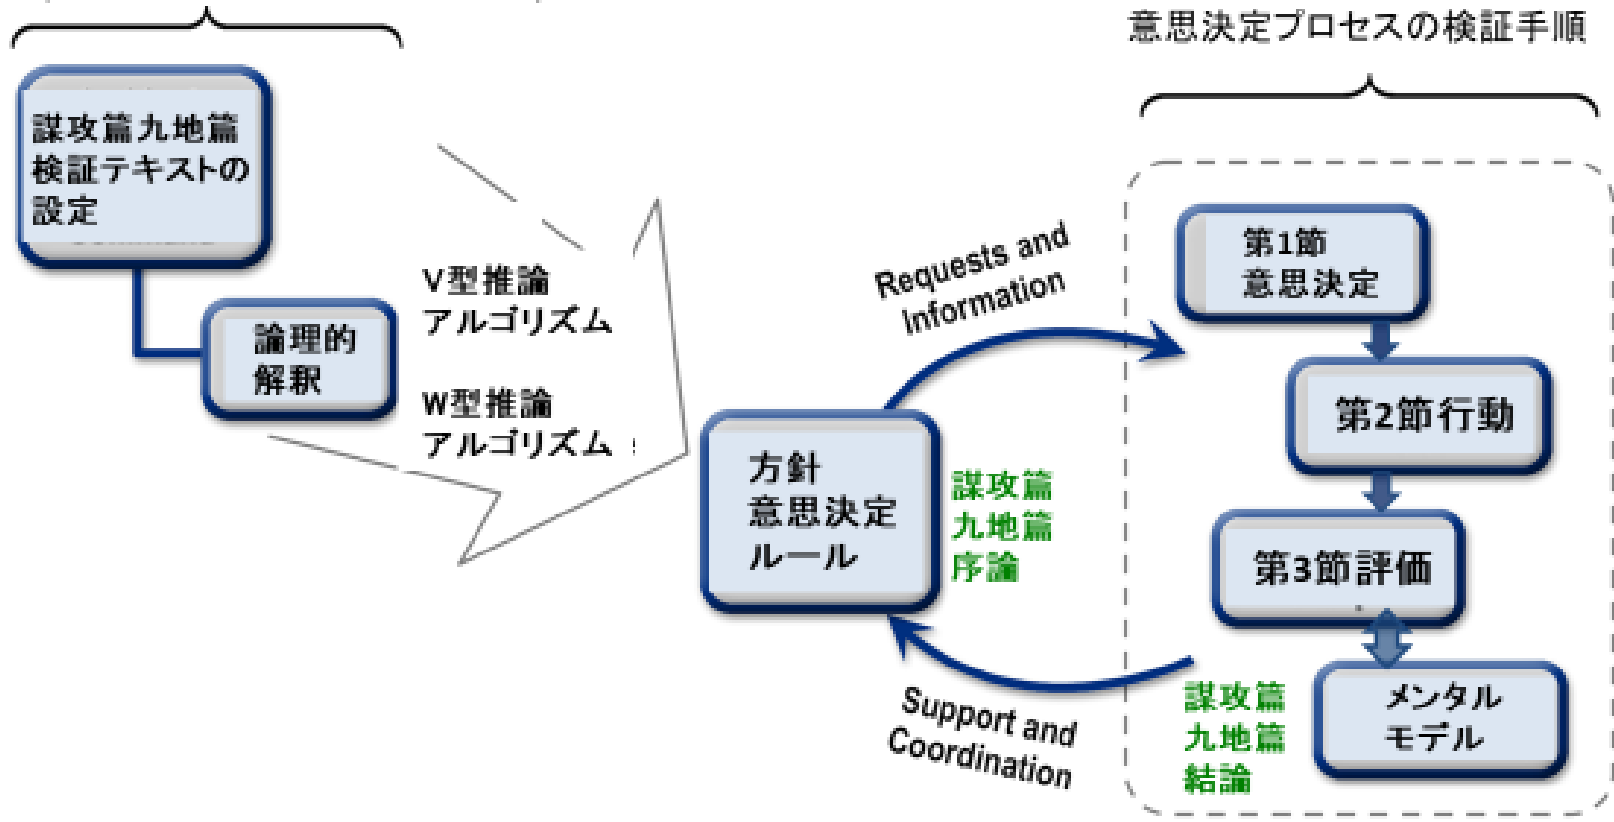 意思決定プロセスの検証手順
謀攻篇九地篇
検証テキストの
設定
論理的
解釈
V型推論
アルゴリズム
W型推論
アルゴリズム
方針
意思決定
ルール
謀攻篇
九地篇
序論
Requests and
Information
第1節
意思決定
第2節行動
第3節評価
メンタル
モデル
謀攻篇
九地篇
結論
Support and
Coordination